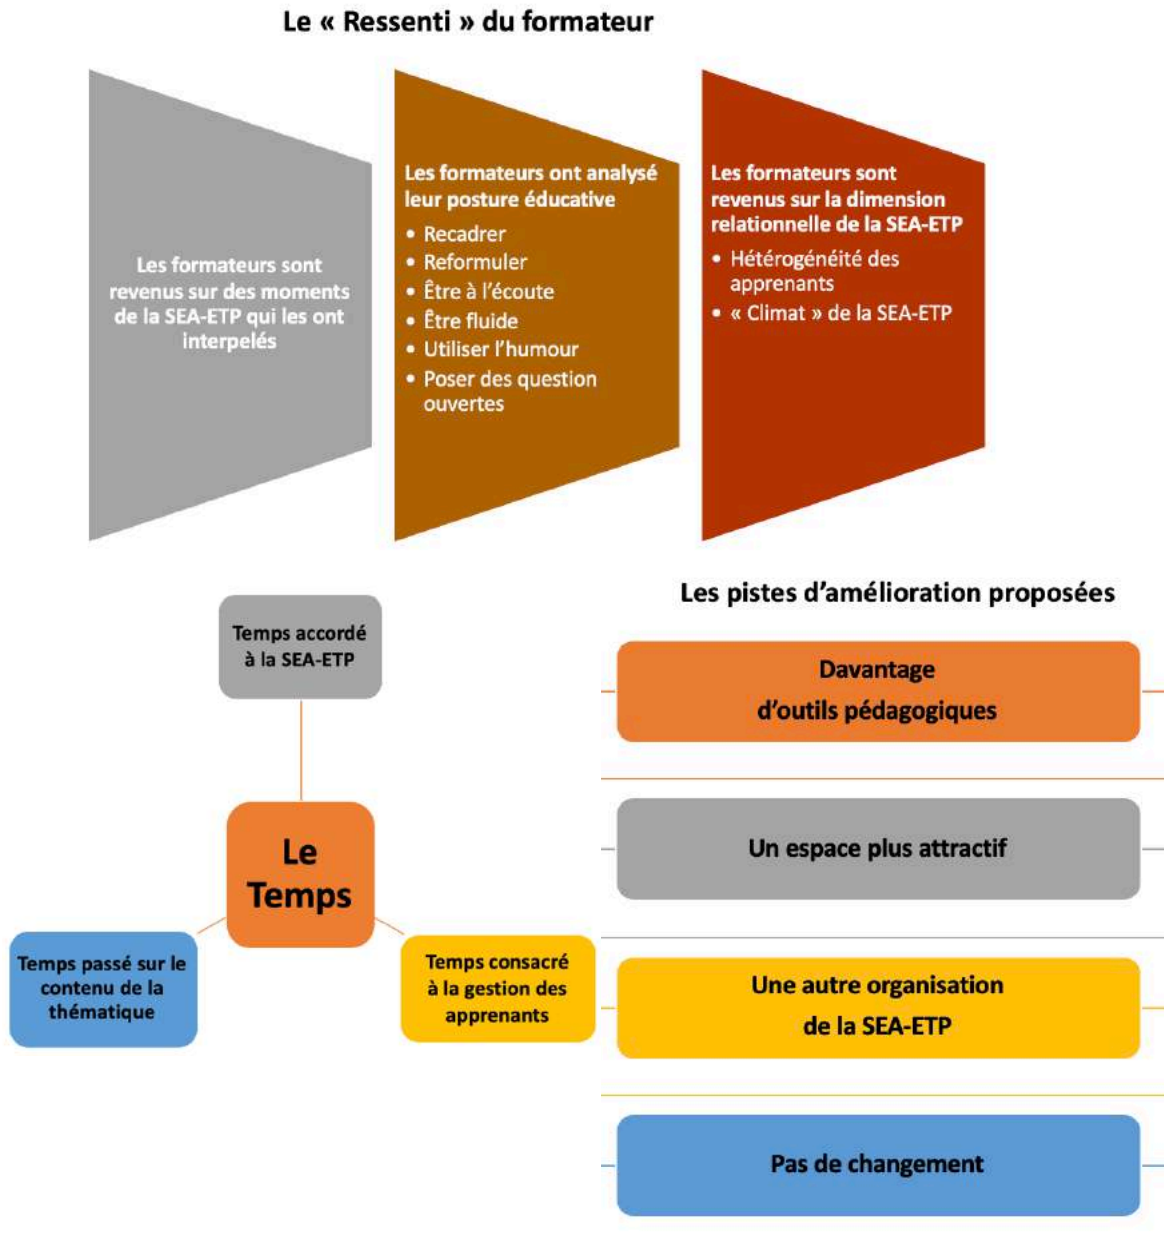 Le « Ressenti » du formateur
Les formateurs sont
revenus sur des moments
de la SEA-ETP qui les ont
interpelés
Les formateurs ont analysé
leur posture éducative
• Recadrer
• Reformuler
• Être à l’écoute
• Être fluide
• Utiliser l’humour
• Poser des question
ouvertes
Les formateurs sont
revenus sur la dimension
relationnelle de la SEA-ETP
• Hétérogénéité des
apprenants
• « Climat » de la SEA-ETP
Temps accordé
à la SEA-ETP
Le
Temps
Temps passé sur le
contenu de la
thématique
Temps consacré
à la gestion des
apprenants
Les pistes d’amélioration proposées
Davantage
d’outils pédagogiques
Un espace plus attractif
Une autre organisation
de la SEA-ETP
Pas de changement